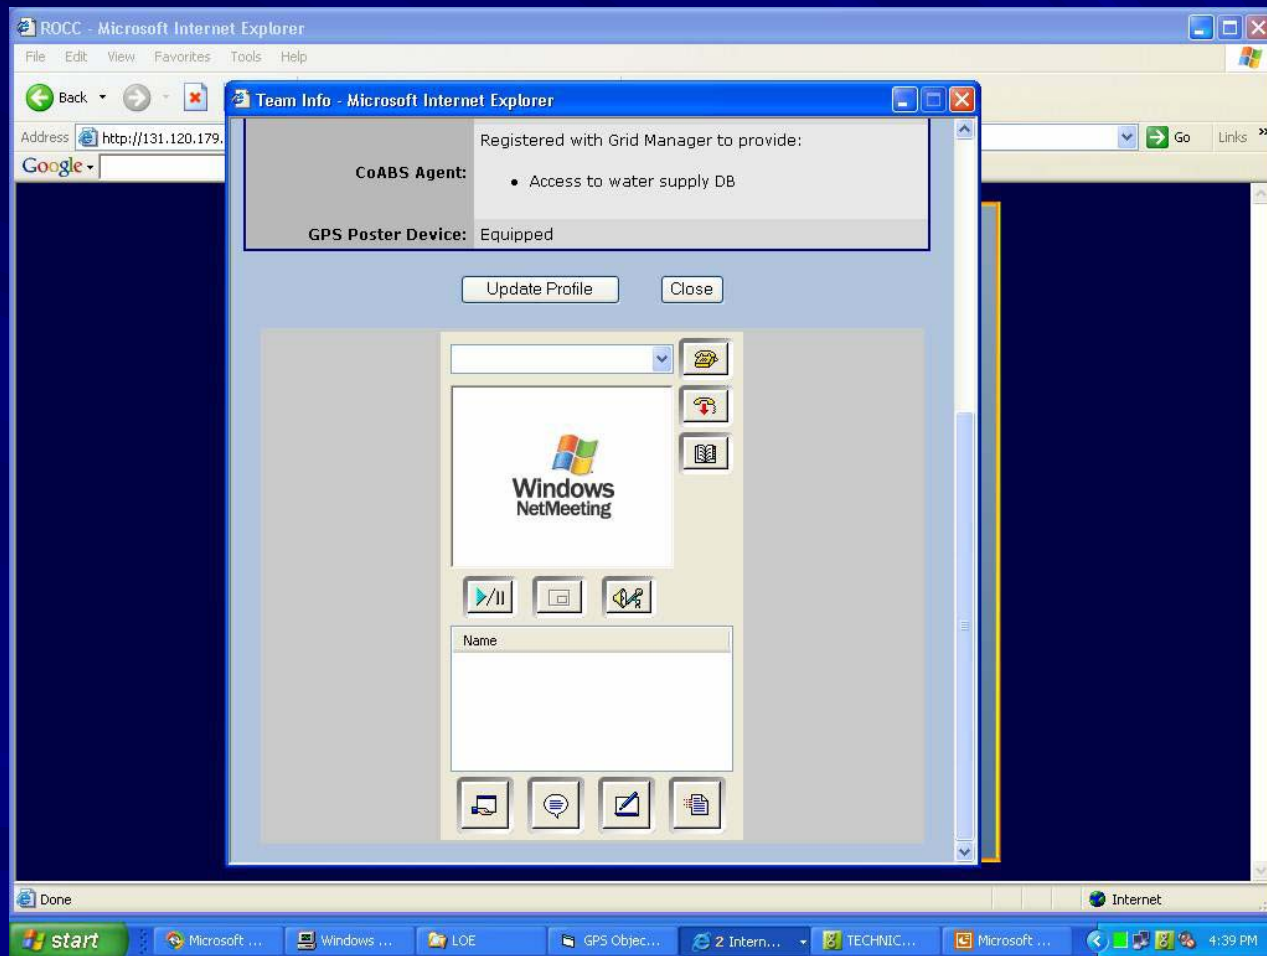 ROCC - Microsoft Internet Explorer
File Edit View Favorites Tools Help
Back
Team Info - Microsoft Internet Explorer
Address http://131.120.179.
Go Links »
Google
Registered with Grid Manager to provide:
CoABS Agent:
• Access to water supply DB
GPS Poster Device: Equipped
Update Profile Close
Windows
NetMeeting
Name
Done
Internet
start Microsoft ... Windows ... LOE GPS Objec... 2 Intern... TECHNIC... Microsoft ... 4:39 PM